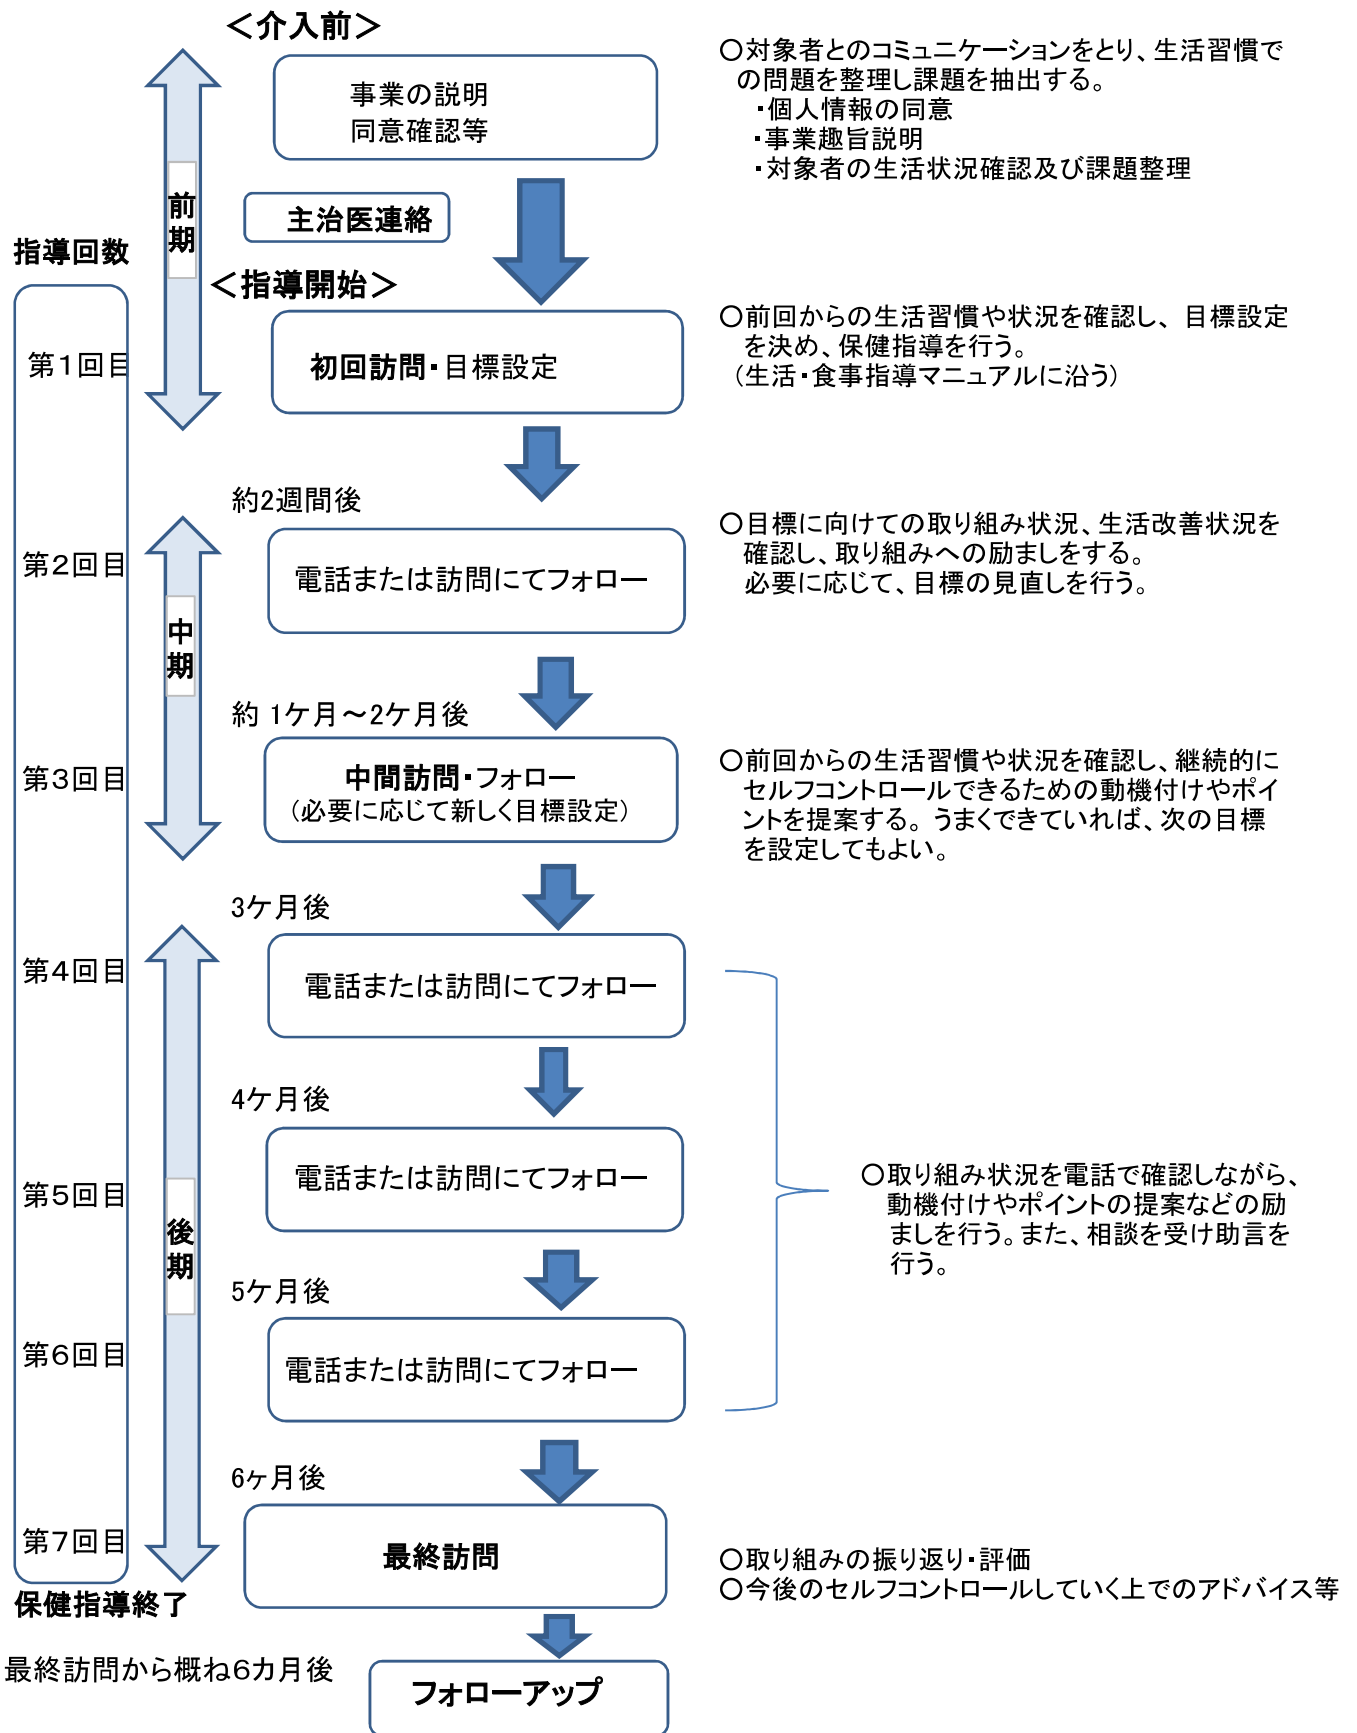 ＜介入前＞
事業の説明
同意確認等
○対象者とのコミュニケーションをとり、生活習慣で
の問題を整理し課題を抽出する。
・個人情報の同意
・事業趣旨説明
・対象者の生活状況確認及び課題整理
前期
主治医連絡
指導回数
＜指導開始＞
第１回目
初回訪問・目標設定
○前回からの生活習慣や状況を確認し、目標設定
を決め、保健指導を行う。
（生活・食事指導マニュアルに沿う）
約2週間後
第２回目
電話または訪問にてフォロー
○目標に向けての取り組み状況、生活改善状況を
確認し、取り組みへの励ましをする。
必要に応じて、目標の見直しを行う。
中期
約 1ケ月～2ケ月後
第３回目
中間訪問・フォロー
（必要に応じて新しく目標設定）
○前回からの生活習慣や状況を確認し、継続的に
セルフコントロールできるための動機付けやポイ
ントを提案する。うまくできていれば、次の目標
を設定してもよい。
3ケ月後
第４回目
電話または訪問にてフォロー
4ケ月後
第５回目
電話または訪問にてフォロー
○取り組み状況を電話で確認しながら、
動機付けやポイントの提案などの励
ましを行う。また、相談を受け助言を
行う。
後期
5ケ月後
第６回目
電話または訪問にてフォロー
6ヶ月後
第７回目
最終訪問
○取り組みの振り返り・評価
○今後のセルフコントロールしていく上でのアドバイス等
保健指導終了
最終訪問から概ね６カ月後
フォローアップ